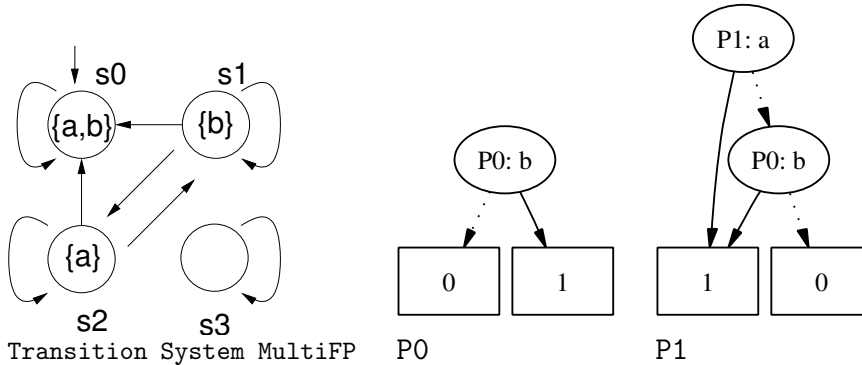 s0
s1
{a,b}
{b}
{a}
s2
s3
Transition System MultiFP
P0: b
0
1
P0
P1: a
P0: b
1
0
P1